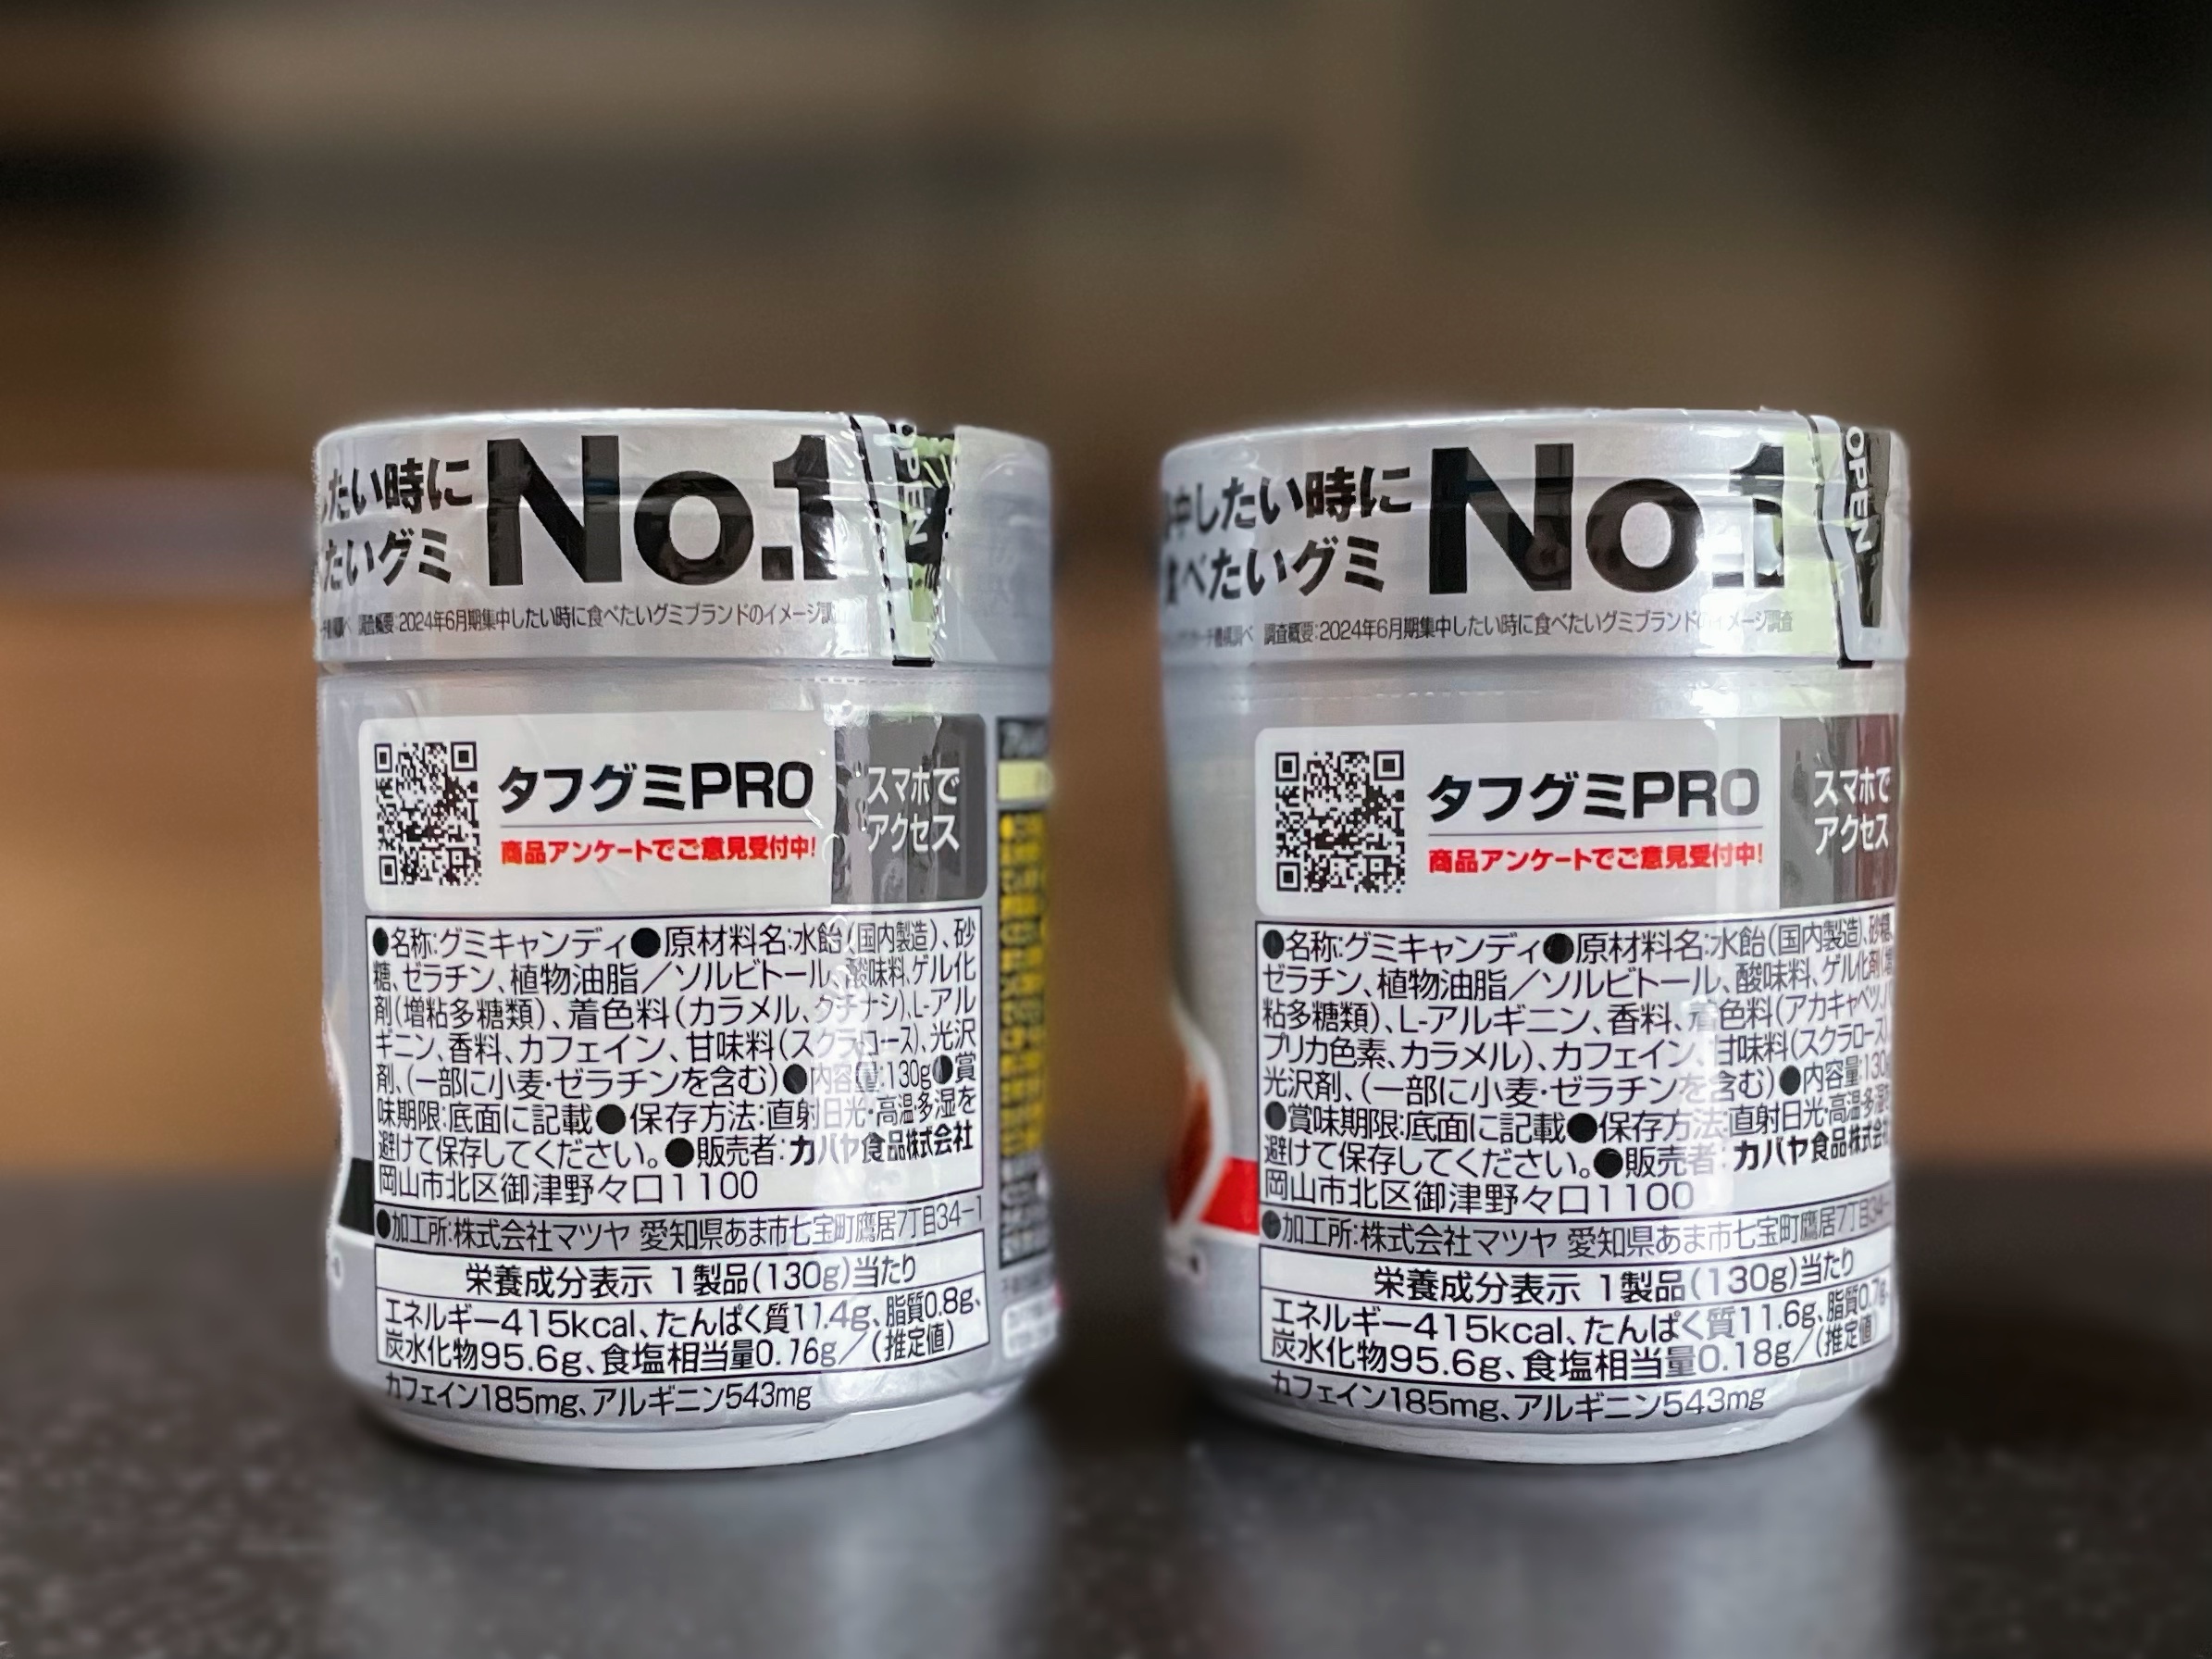 たい時に
たいグミ
No.1
調査概要:2024年6月期集中したい時に食べたいグミブランドのイメージ調
OPEN
タフグミPRO
商品アンケートでご意見受付中!
スマホで
アクセス
●名称:グミキャンディ●原材料名:水飴(国内製造)、砂
糖、ゼラチン、植物油脂/ソルビトール、酸味料、ゲル化
剤(増粘多糖類)、着色料(カラメル、クチナシ)、L-アル
ギニン、香料、カフェイン、甘味料(スクラロース)、光沢
剤、(一部に小麦・ゼラチンを含む)●内容量:130g●賞
味期限:底面に記載●保存方法:直射日光・高温・多湿を
避けて保存してください。●販売者:カバヤ食品株式会社
岡山市北区御津野々口1100
●加工所:株式会社マツヤ 愛知県あま市七宝町鷹居7丁目34-1
栄養成分表示 1製品(130g)当たり
エネルギー415kcal、たんぱく質11.4g、脂質0.8g、
炭水化物95.6g、食塩相当量0.16g/(推定値)
カフェイン185mg、アルギニン543mg
中したい時に
食べたいグミ
No.1
調査概要:2024年6月期集中したい時に食べたいグミブランドのイメージ調査
OPEN
タフグミPRO
商品アンケートでご意見受付中!
スマホで
アクセス
●名称:グミキャンディ●原材料名:水飴(国内製造)、砂糖、
ゼラチン、植物油脂/ソルビトール、酸味料、ゲル化剤(増
粘多糖類)、L-アルギニン、香料、着色料(アカキャベツ、パ
プリカ色素、カラメル)、カフェイン、甘味料(スクラロース)、
光沢剤、(一部に小麦・ゼラチンを含む)●内容量:130g
●賞味期限:底面に記載●保存方法:直射日光・高温・多湿を
避けて保存してください。●販売者:カバヤ食品株式会社
岡山市北区御津野々口1100
●加工所:株式会社マツヤ 愛知県あま市七宝町鷹居7丁目34-
栄養成分表示 1製品(130g)当たり
エネルギー415kcal、たんぱく質11.6g、脂質0.7g、
炭水化物95.6g、食塩相当量0.18g/(推定値)
カフェイン185mg、アルギニン543mg